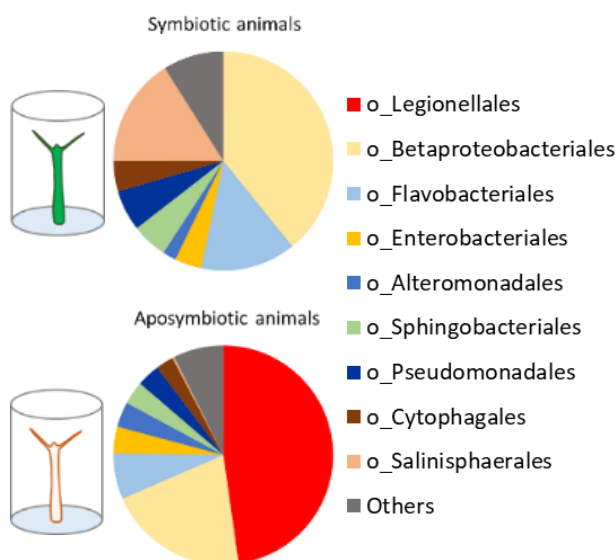 Symbiotic animals
o_Legionellales
o_Betaproteobacteriales
o_Flavobacteriales
o_Enterobacteriales
o_Alteromonadales
Aposymbiotic animals
o_Sphingobacteriales
o_Pseudomonadales
o_Cytophagales
o_Salinisphaerales
Others